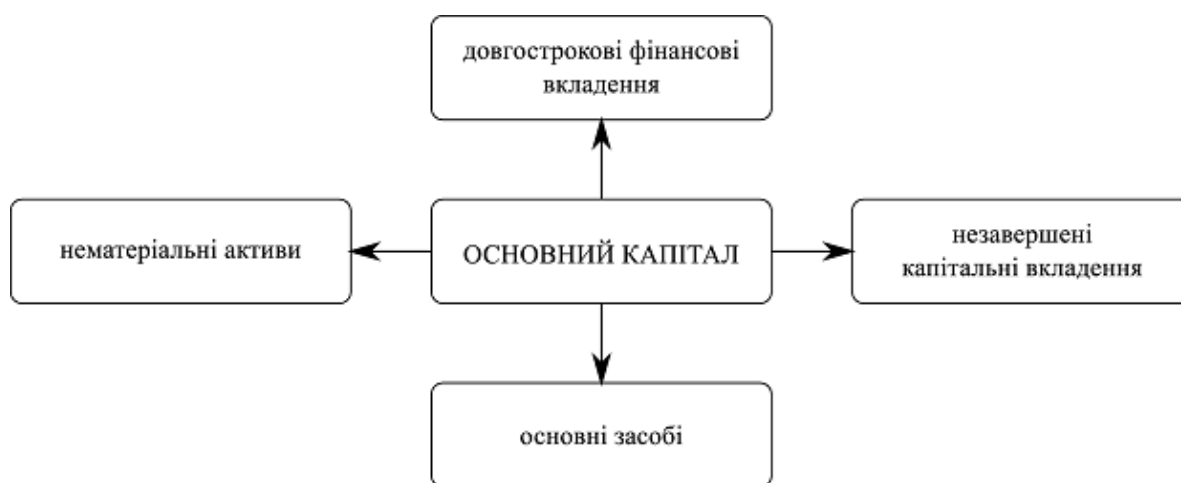 довгострокові фінансові
вкладення
нематеріальні активи
ОСНОВНИЙ КАПІТАЛ
незавершені
капітальні вкладення
основні засобі